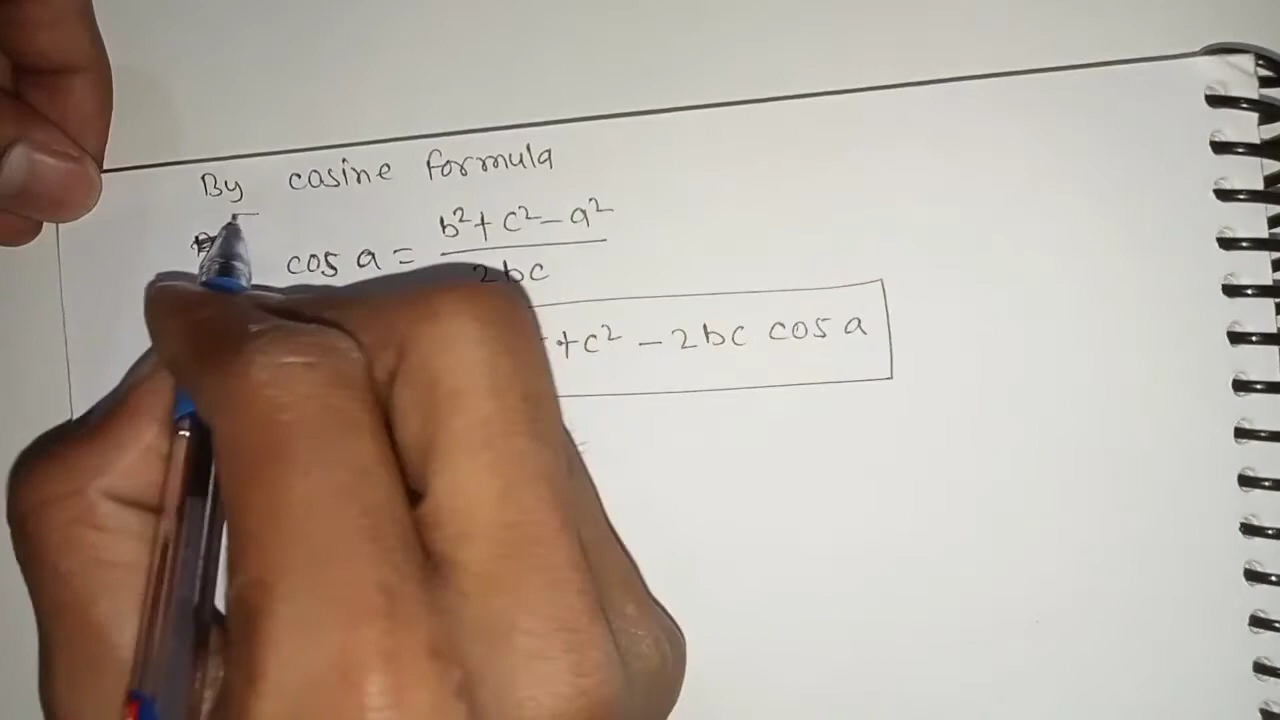 By cosine formula
cos a = b²+c²-a² / 2bc
+c² - 2bc cos a